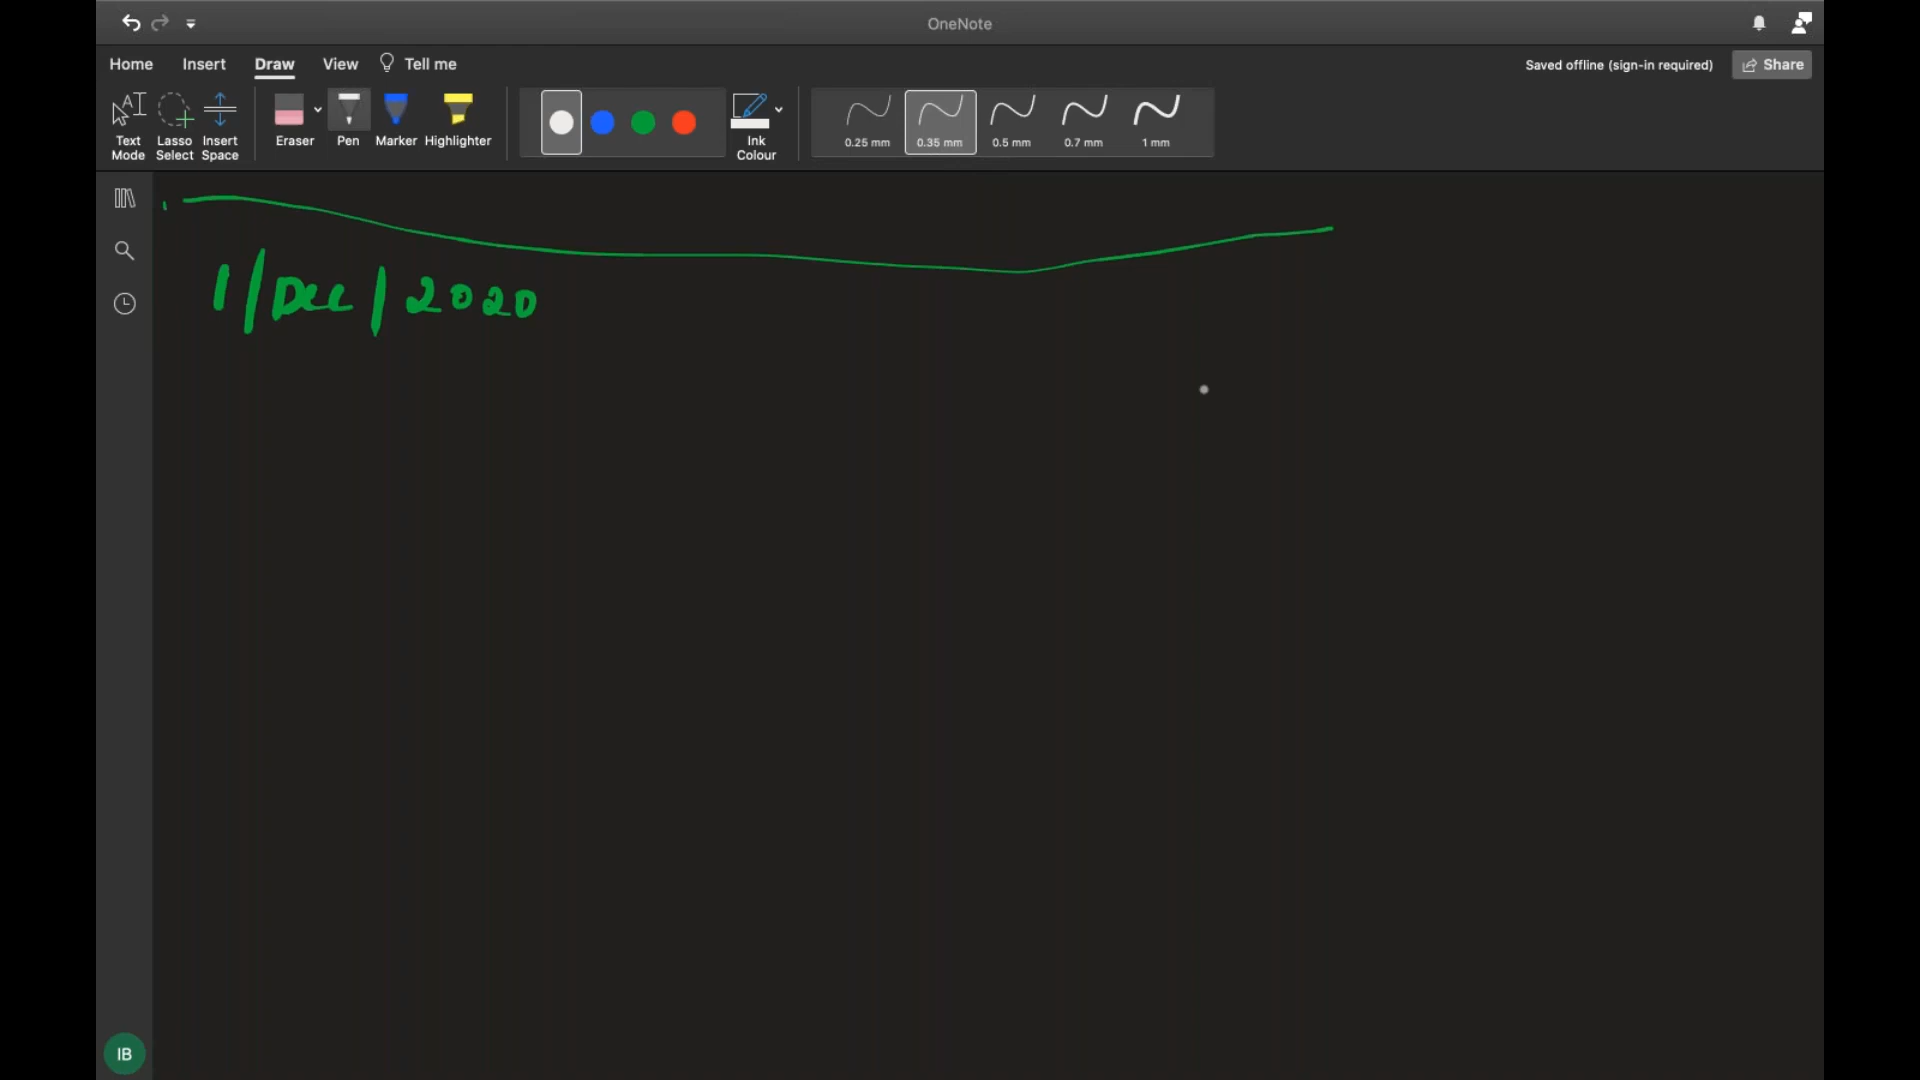 OneNote
Home Insert Draw View Tell me
Saved offline (sign-in required) Share
Text Mode
Lasso Select
Insert Space
Eraser
Pen
Marker
Highlighter
Ink Colour
0.25 mm
0.35 mm
0.5 mm
0.7 mm
1 mm
1/Dec/2020
IB